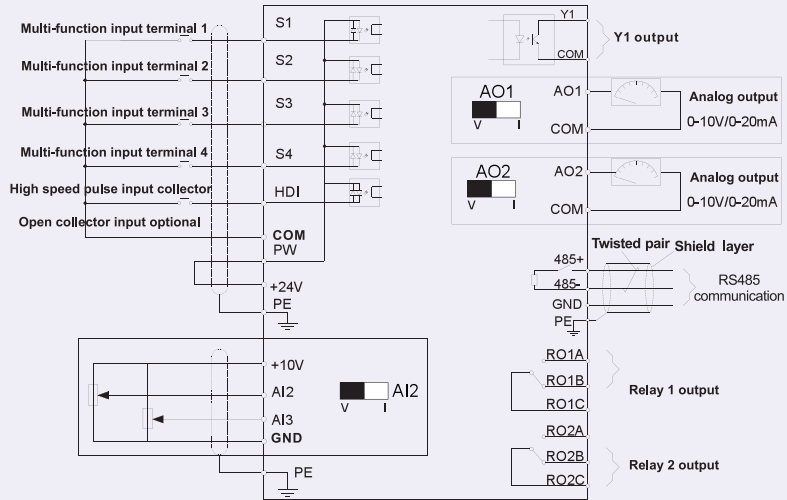 Multi-function input terminal 1
S1
Multi-function input terminal 2
S2
Multi-function input terminal 3
S3
Multi-function input terminal 4
S4
High speed pulse input collector
HDI
Open collector input optional
COM
PW
+24V
PE
+10V
AI2
AI3
GND
PE
V I
AI2
Y1
COM
Y1 output
AO1
V I
AO1
COM
Analog output
0-10V/0-20mA
AO2
V I
AO2
COM
Analog output
0-10V/0-20mA
Twisted pair
Shield layer
485+
485-
GND
PE
RS485
communication
RO1A
RO1B
RO1C
Relay 1 output
RO2A
RO2B
RO2C
Relay 2 output